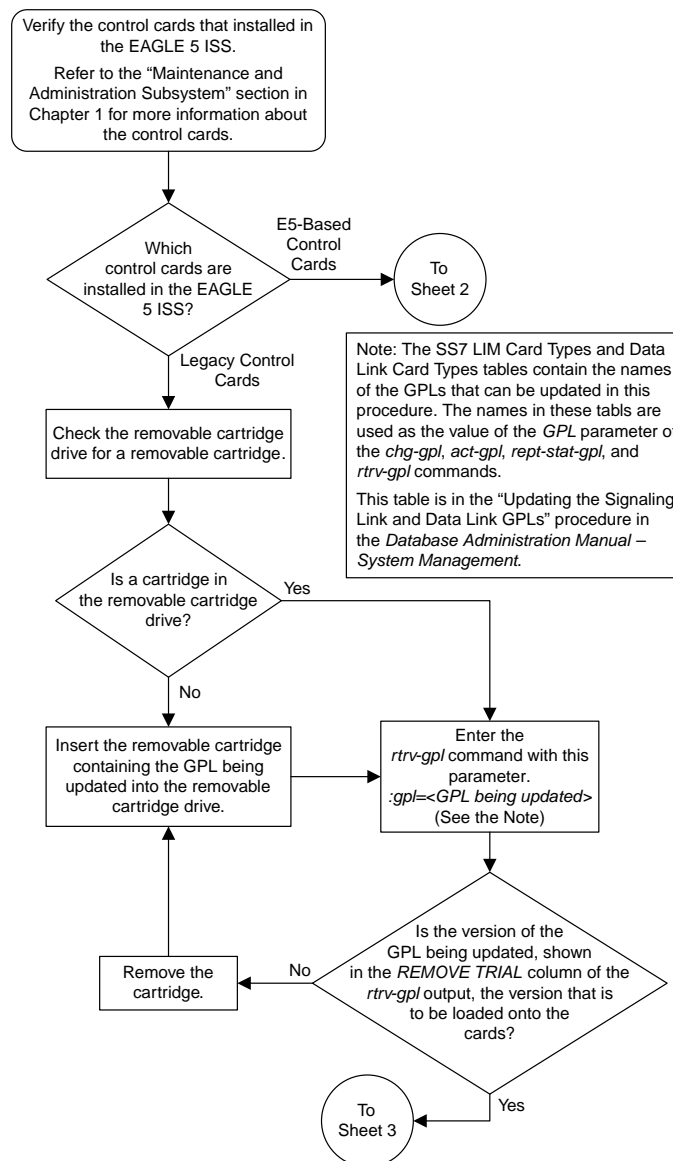 Verify the control cards that installed in
the EAGLE 5 ISS.
Refer to the “Maintenance and
Administration Subsystem” section in
Chapter 1 for more information about
the control cards.
Which
control cards are
installed in the EAGLE
5 ISS?
E5-Based
Control
Cards
To
Sheet 2
Legacy Control
Cards
Note: The SS7 LIM Card Types and Data
Link Card Types tables contain the names
of the GPLs that can be updated in this
procedure. The names in these tabls are
used as the value of the GPL parameter of
the chg-gpl, act-gpl, rept-stat-gpl, and
rtrv-gpl commands.
This table is in the “Updating the Signaling
Link and Data Link GPLs” procedure in
the Database Administration Manual –
System Management.
Check the removable cartridge
drive for a removable cartridge.
Is a cartridge in
the removable cartridge
drive?
Yes
No
Insert the removable cartridge
containing the GPL being
updated into the removable
cartridge drive.
Enter the
rtrv-gpl command with this
parameter.
:gpl=<GPL being updated>
(See the Note)
Is the version of the
GPL being updated, shown
in the REMOVE TRIAL column of the
rtrv-gpl output, the version that is
to be loaded onto the
cards?
No
Remove the
cartridge.
Yes
To
Sheet 3